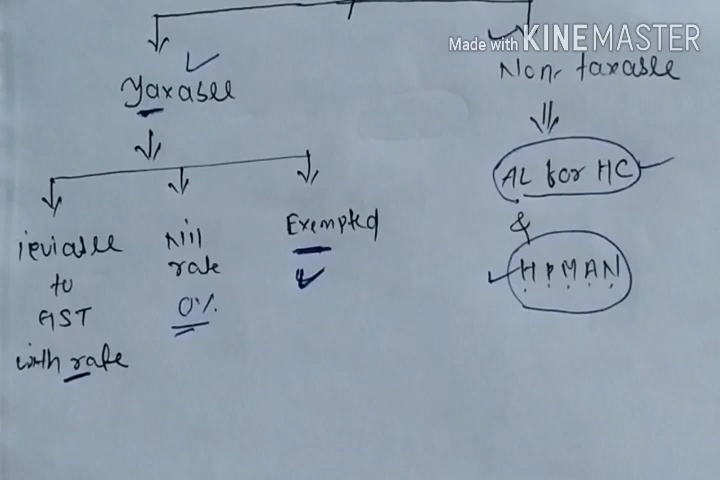 Made with KINEMASTER
Taxable
Non-taxable
AL for HC
&
HPMAN
leviable
to
GST
with rate
Nil
rate
0%
Exempted